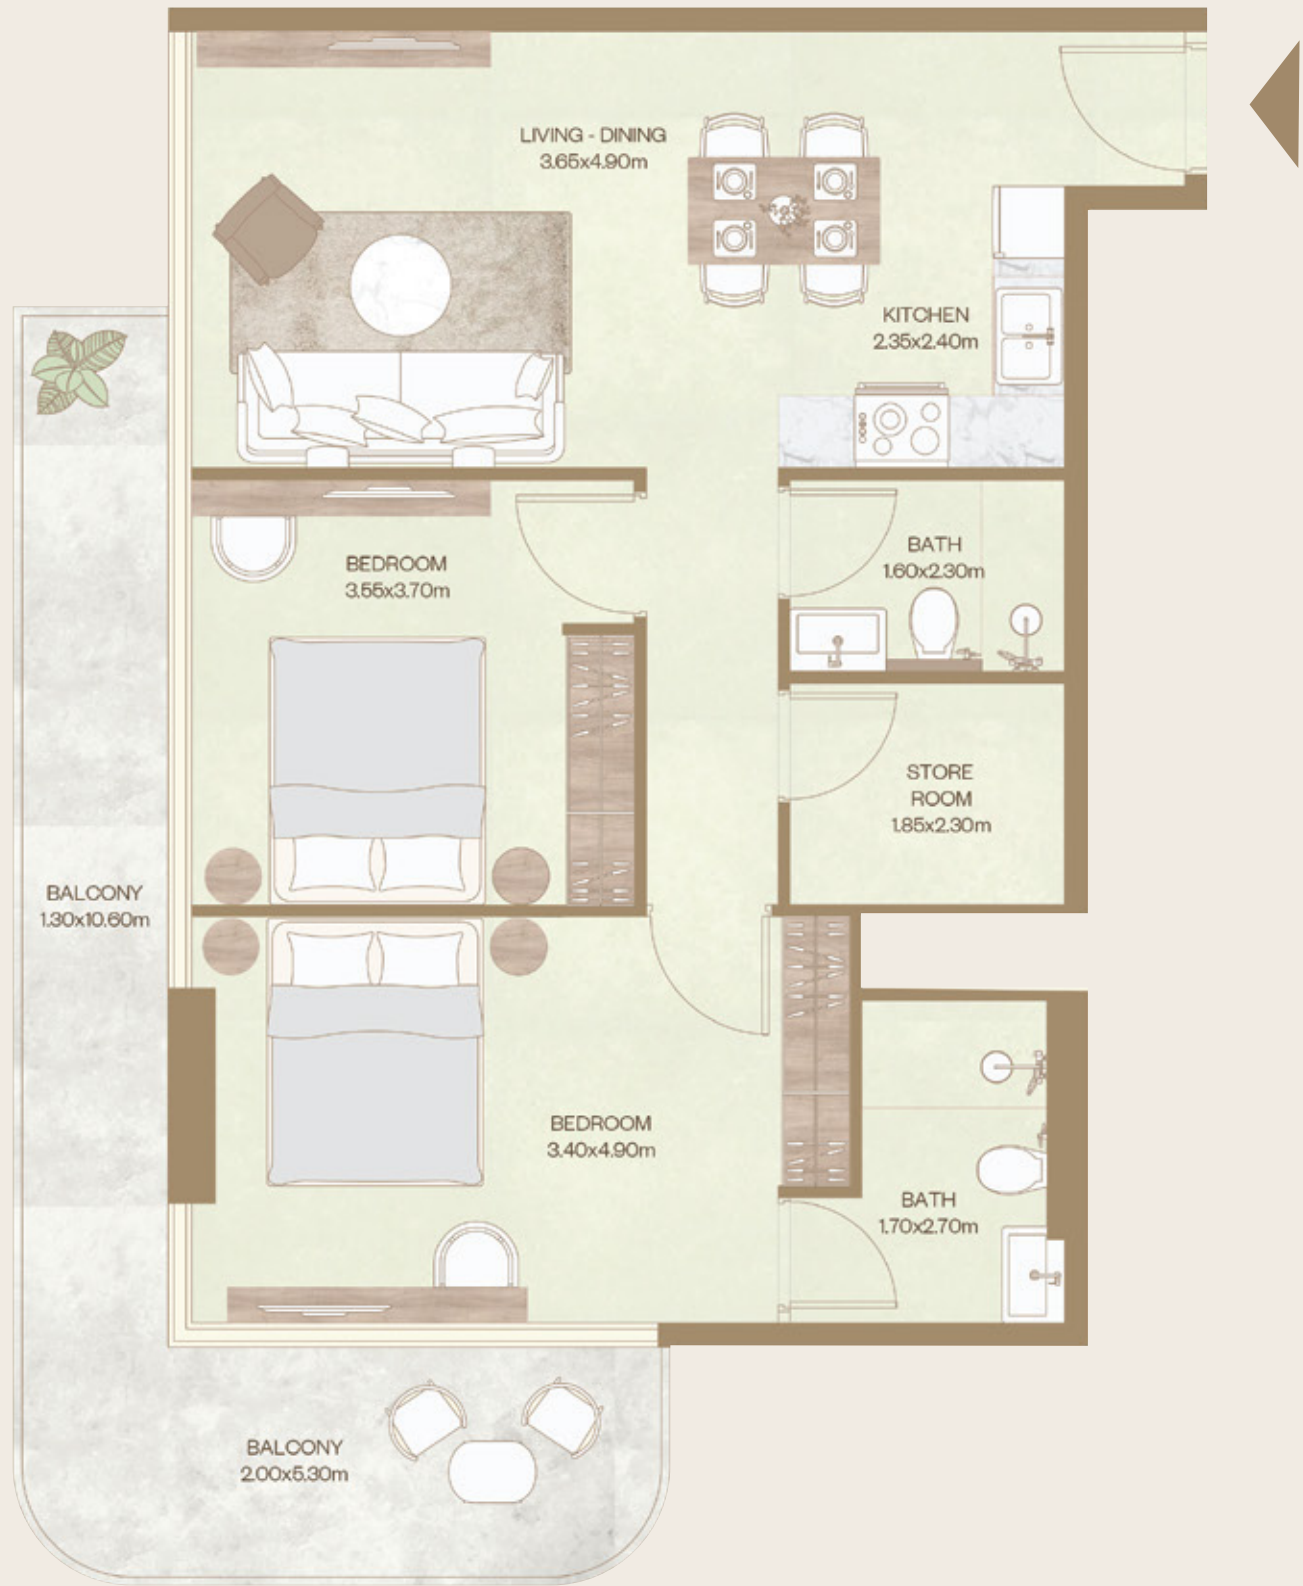 LIVING - DINING
3.65x4.90m
KITCHEN
2.35x2.40m
BEDROOM
3.55x3.70m
BATH
1.60x2.30m
STORE
ROOM
1.85x2.30m
BALCONY
1.30x10.60m
BEDROOM
3.40x4.90m
BATH
1.70x2.70m
BALCONY
2.00x5.30m